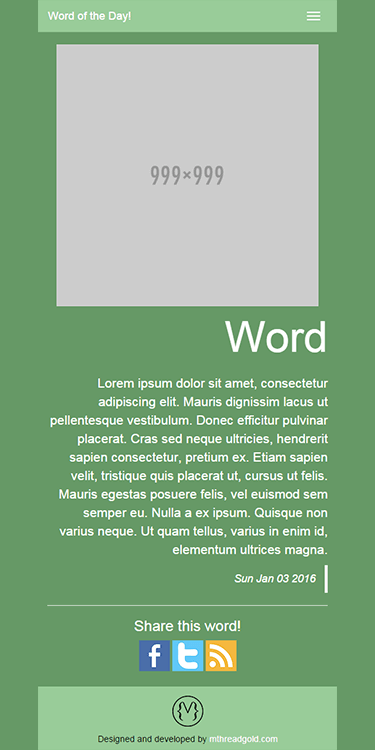 Word of the Day!
999×999
Word
Lorem ipsum dolor sit amet, consectetur
adipiscing elit. Mauris dignissim lacus ut
pellentesque vestibulum. Donec efficitur pulvinar
placerat. Cras sed neque ultricies, hendrerit
sapien consectetur, pretium ex. Etiam sapien
velit, tristique quis placerat ut, cursus ut felis.
Mauris egestas posuere felis, vel euismod sem
semper eu. Nulla a ex ipsum. Quisque non
varius neque. Ut quam tellus, varius in enim id,
elementum ultrices magna.
Sun Jan 03 2016
Share this word!
Designed and developed by mthreadgold.com